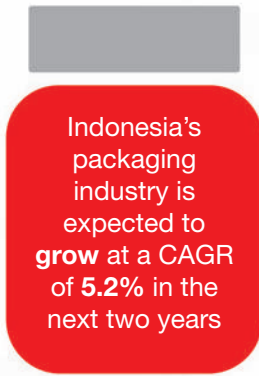 Indonesia’s
packaging
industry is
expected to
grow at a CAGR
of 5.2% in the
next two years